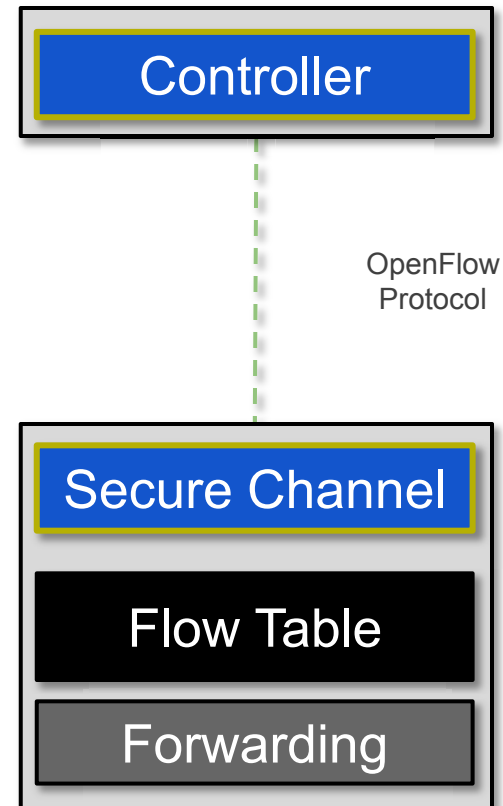 Controller
OpenFlow
Protocol
Secure Channel
Flow Table
Forwarding